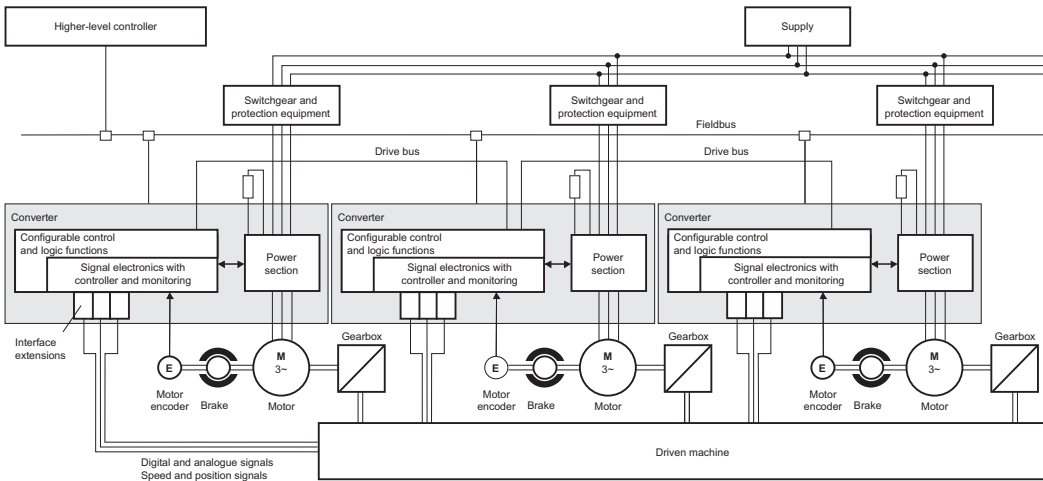 Higher-level controller
Supply
Switchgear and
protection equipment
Switchgear and
protection equipment
Switchgear and
protection equipment
Fieldbus
Drive bus
Drive bus
Converter
Configurable control
and logic functions
Signal electronics with
controller and monitoring
Power
section
Converter
Configurable control
and logic functions
Signal electronics with
controller and monitoring
Power
section
Converter
Configurable control
and logic functions
Signal electronics with
controller and monitoring
Power
section
Interface
extensions
E
Motor
encoder
Brake
M
3~
Motor
Gearbox
E
Motor
encoder
Brake
M
3~
Motor
Gearbox
E
Motor
encoder
Brake
M
3~
Motor
Gearbox
Driven machine
Digital and analogue signals
Speed and position signals